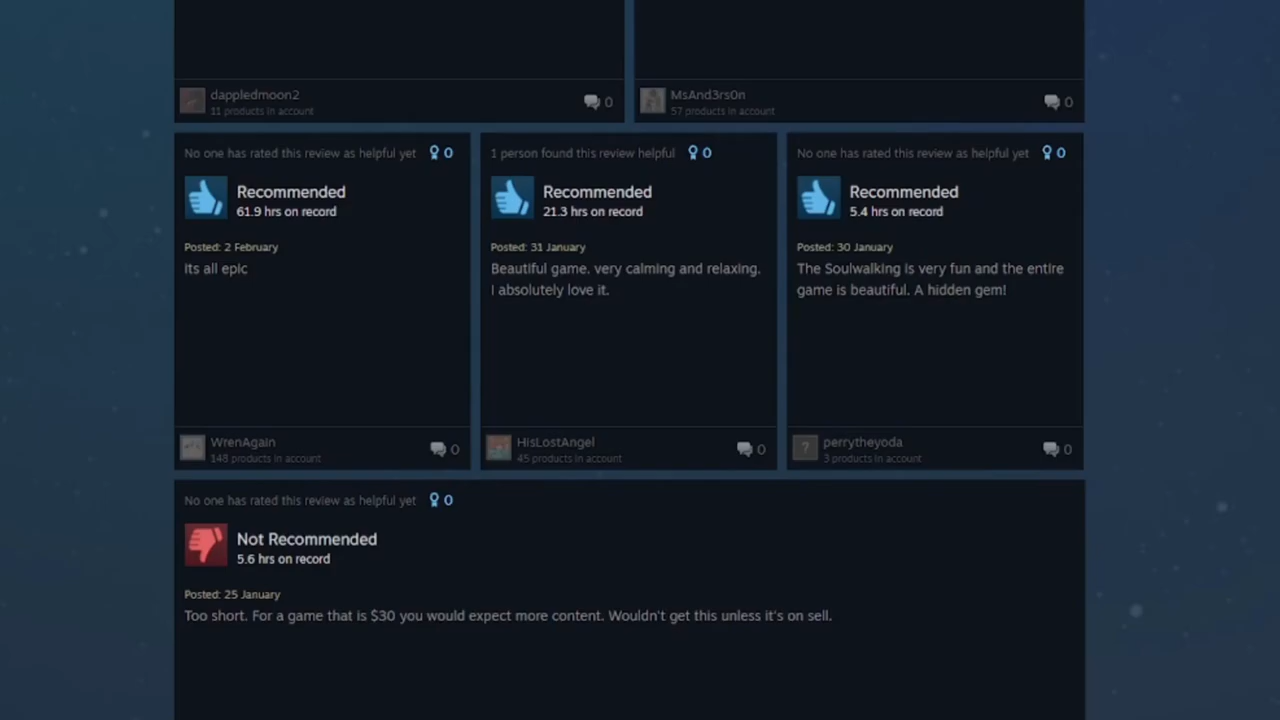 dappledmoon2
11 products in account
0
MsAnd3rs0n
57 products in account
0
No one has rated this review as helpful yet 0
Recommended
61.9 hrs on record
Posted: 2 February
its all epic
WrenAgain
148 products in account
0
1 person found this review helpful 0
Recommended
21.3 hrs on record
Posted: 31 January
Beautiful game. very calming and relaxing.
I absolutely love it.
HisLostAngel
45 products in account
0
No one has rated this review as helpful yet 0
Recommended
5.4 hrs on record
Posted: 30 January
The Soulwalking is very fun and the entire
game is beautiful. A hidden gem!
?
perrytheyoda
3 products in account
0
No one has rated this review as helpful yet 0
Not Recommended
5.6 hrs on record
Posted: 25 January
Too short. For a game that is $30 you would expect more content. Wouldn't get this unless it's on sell.